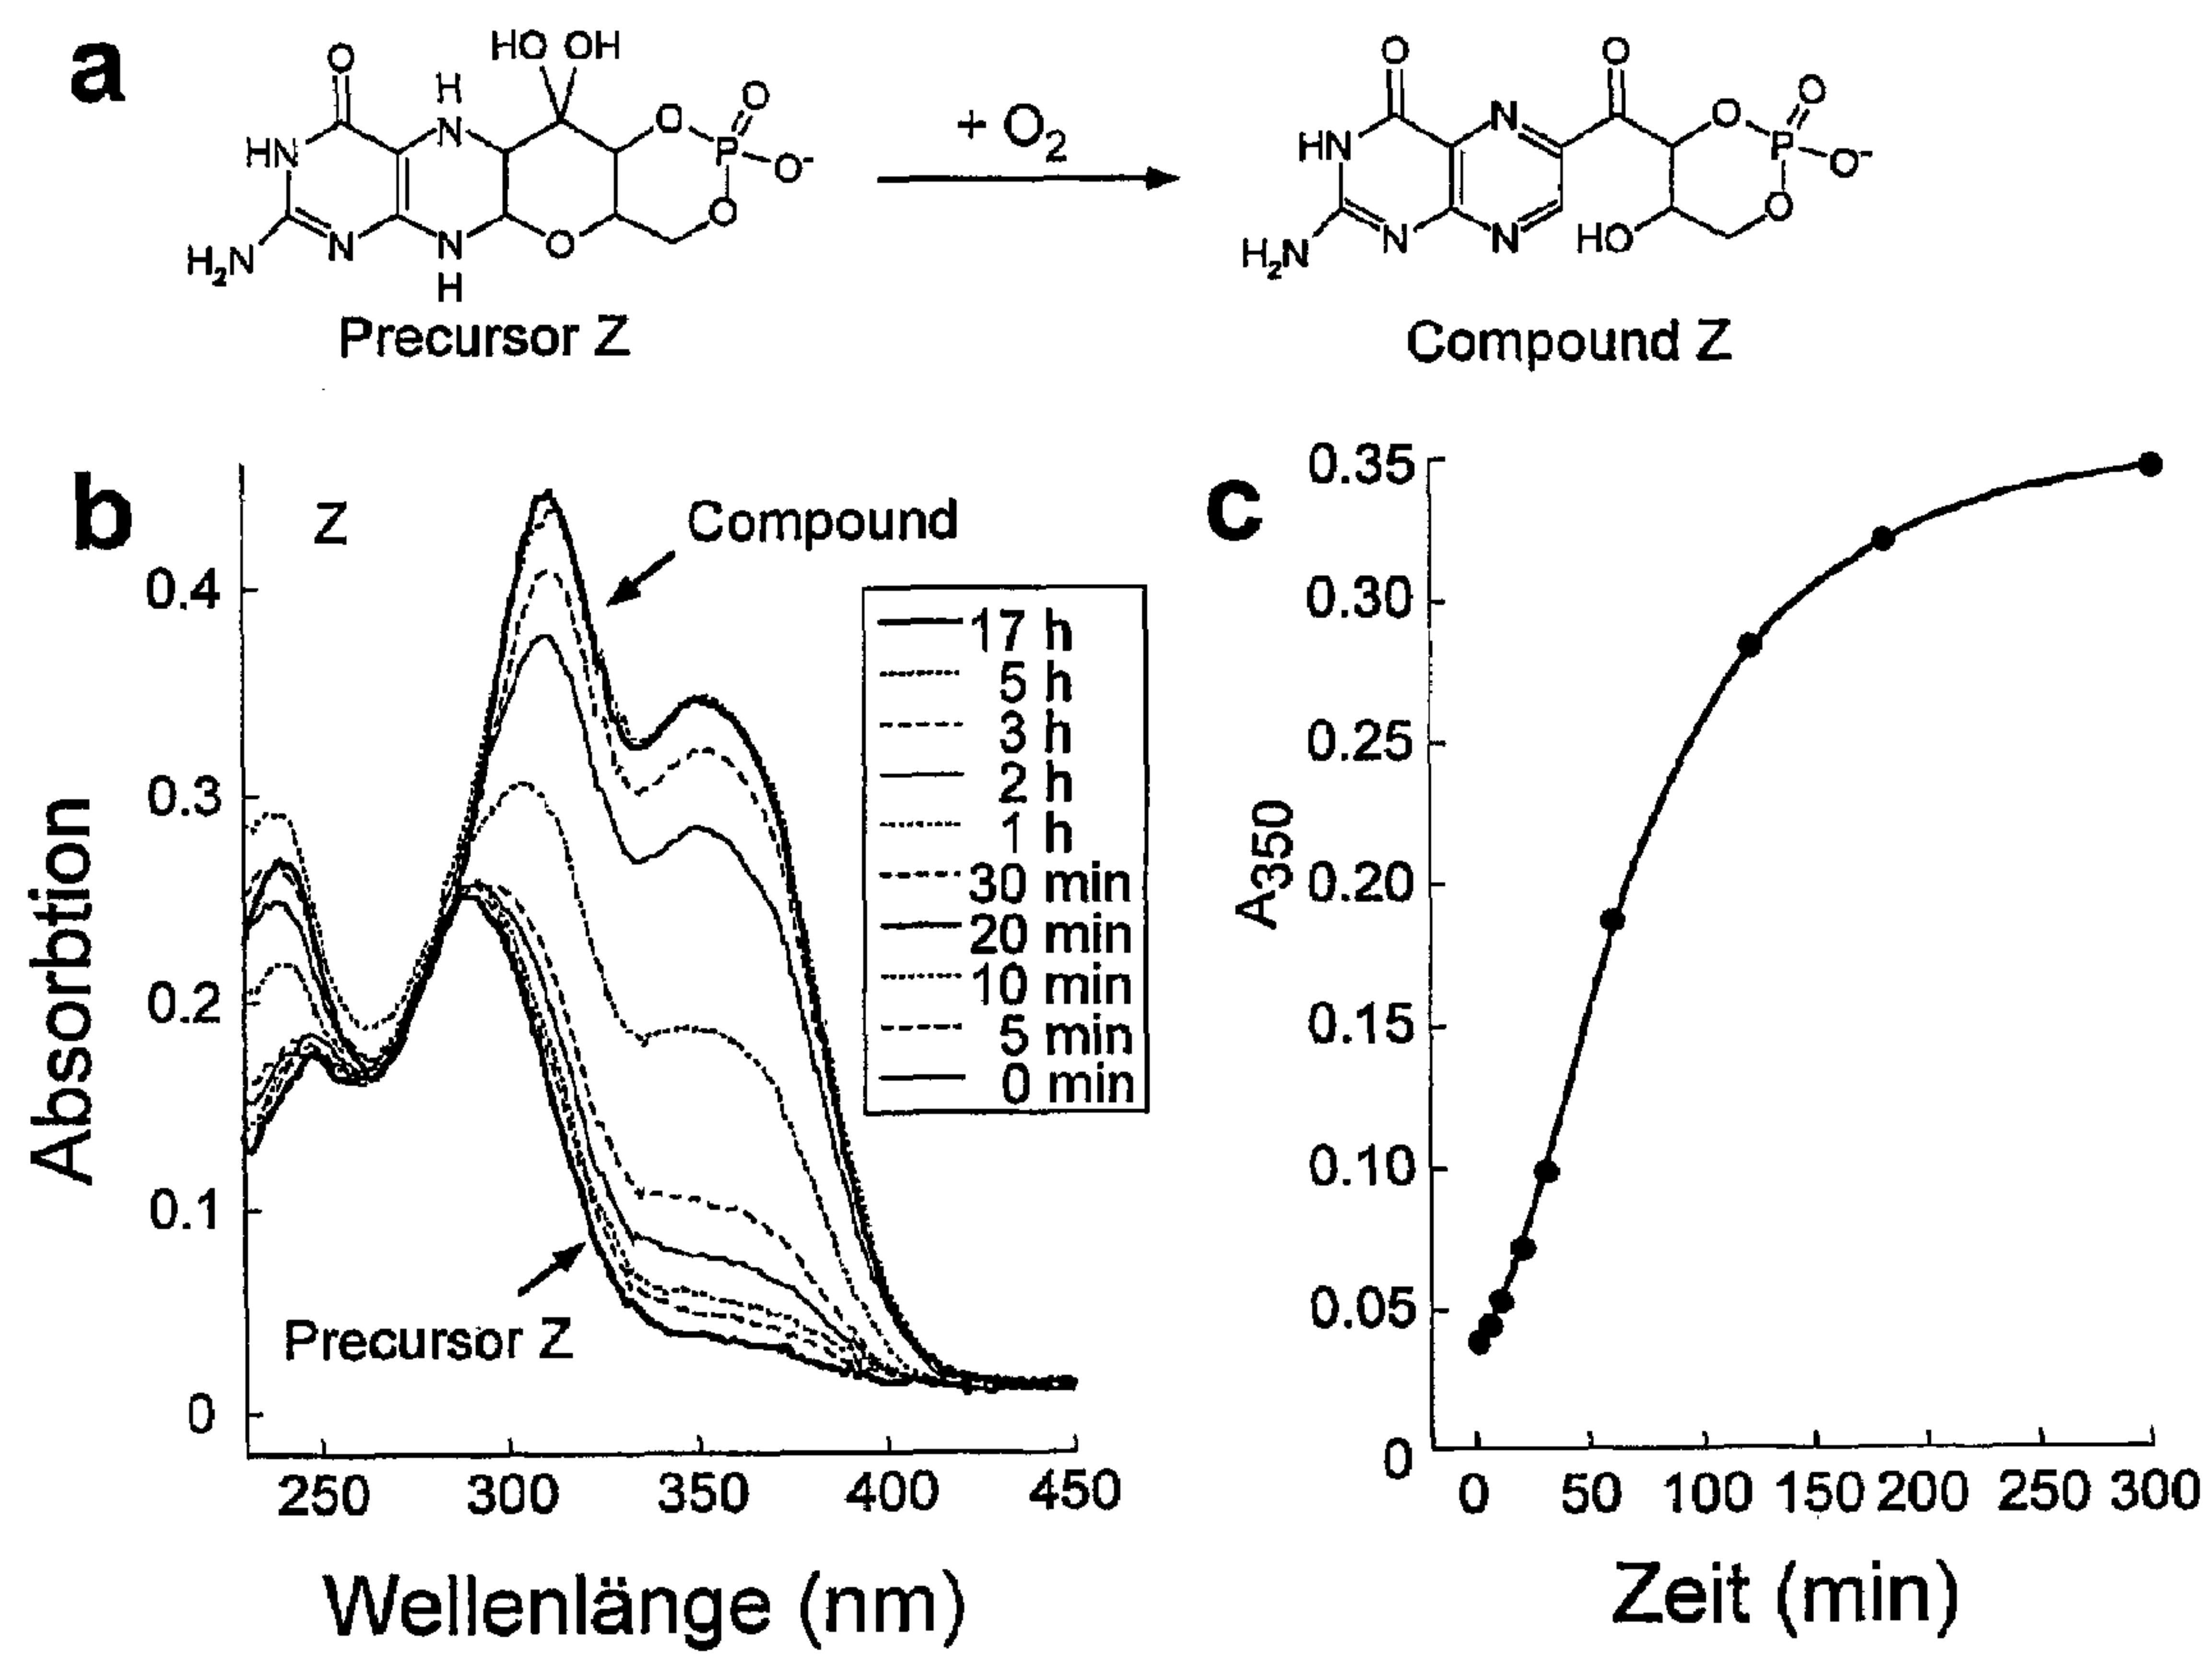 a
HO OH
O
H
N
O
O
P
O-
HN
H2N
N
N
H
O
O
Precursor Z
+ O2
O
O
N
O
O
P
O-
HN
H2N
N
N
HO
O
Compound Z
b
Z
Compound
Precursor Z
0.4
0.3
0.2
0.1
0
Absorbtion
17 h
5 h
3 h
2 h
1 h
30 min
20 min
10 min
5 min
0 min
250 300 350 400 450
Wellenlänge (nm)
c
0.35
0.30
0.25
0.20
0.15
0.10
0.05
0
A350
0 50 100 150 200 250 300
Zeit (min)